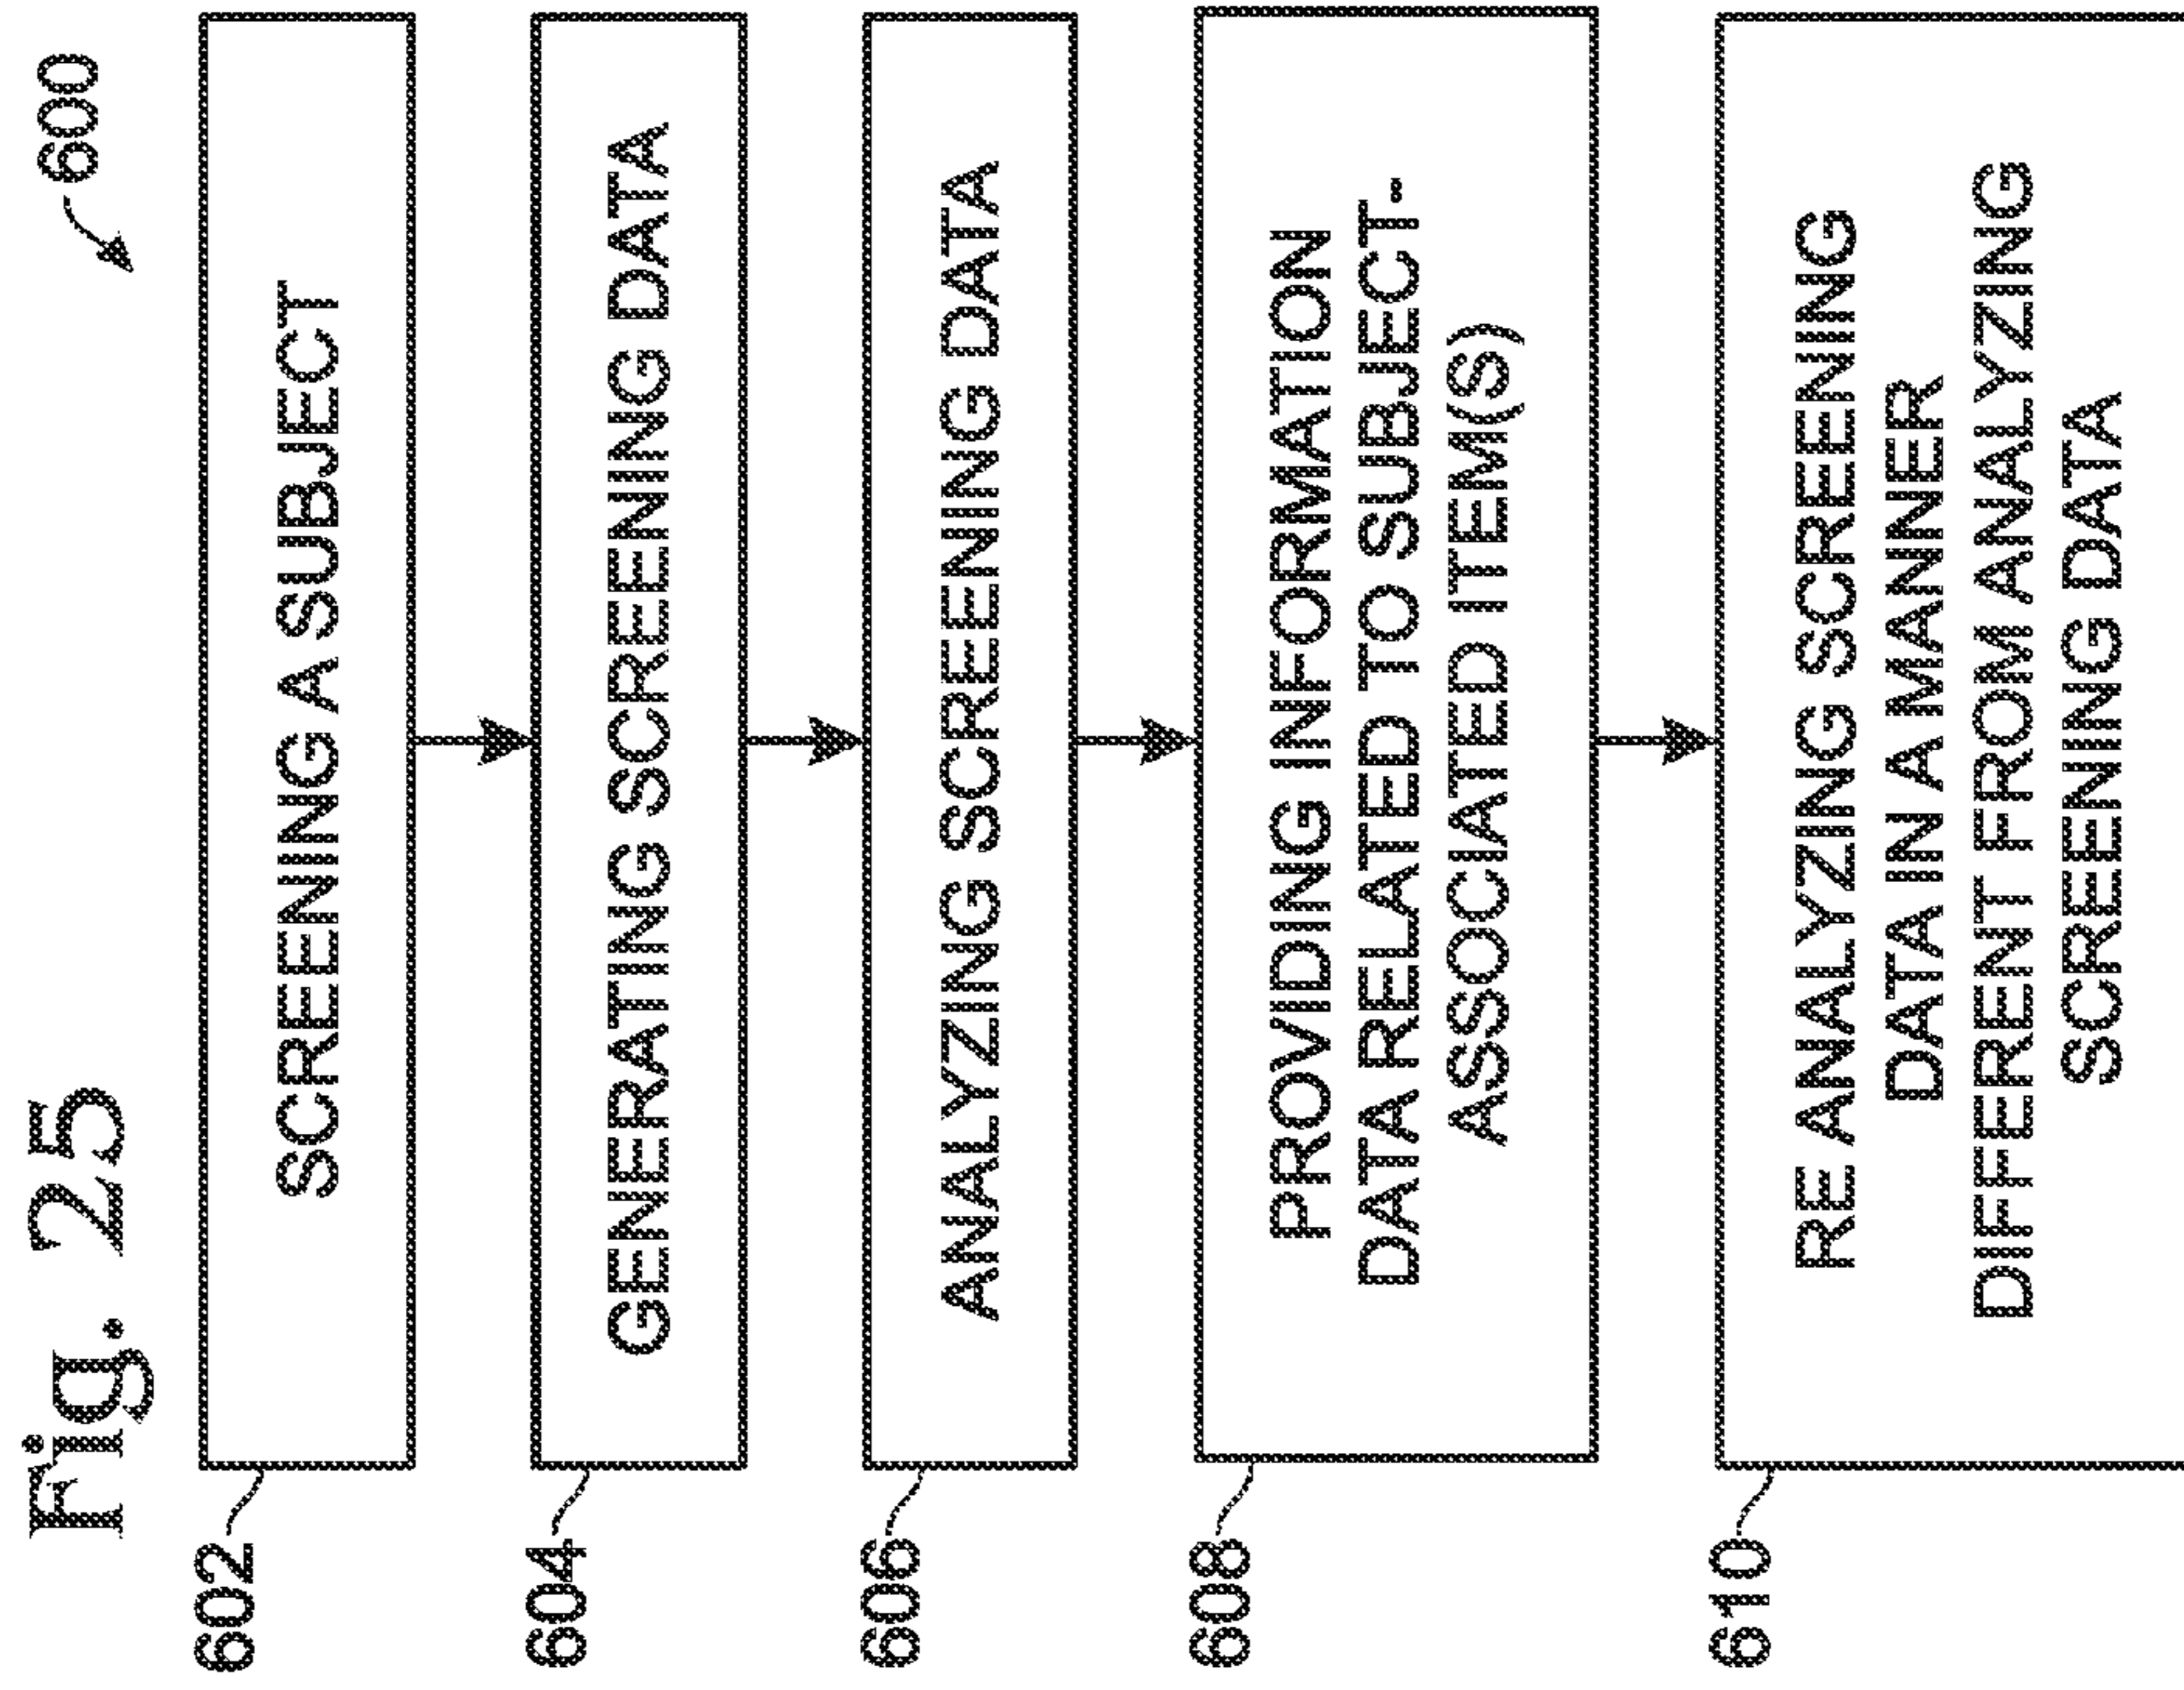 Fig. 25
600
602
SCREENING A SUBJECT
604
GENERATING SCREENING DATA
606
ANALYZING SCREENING DATA
608
PROVIDING INFORMATION
DATA RELATED TO SUBJECT-
ASSOCIATED ITEM(S)
610
RE ANALYZING SCREENING
DATA IN A MANNER
DIFFERENT FROM ANALYZING
SCREENING DATA